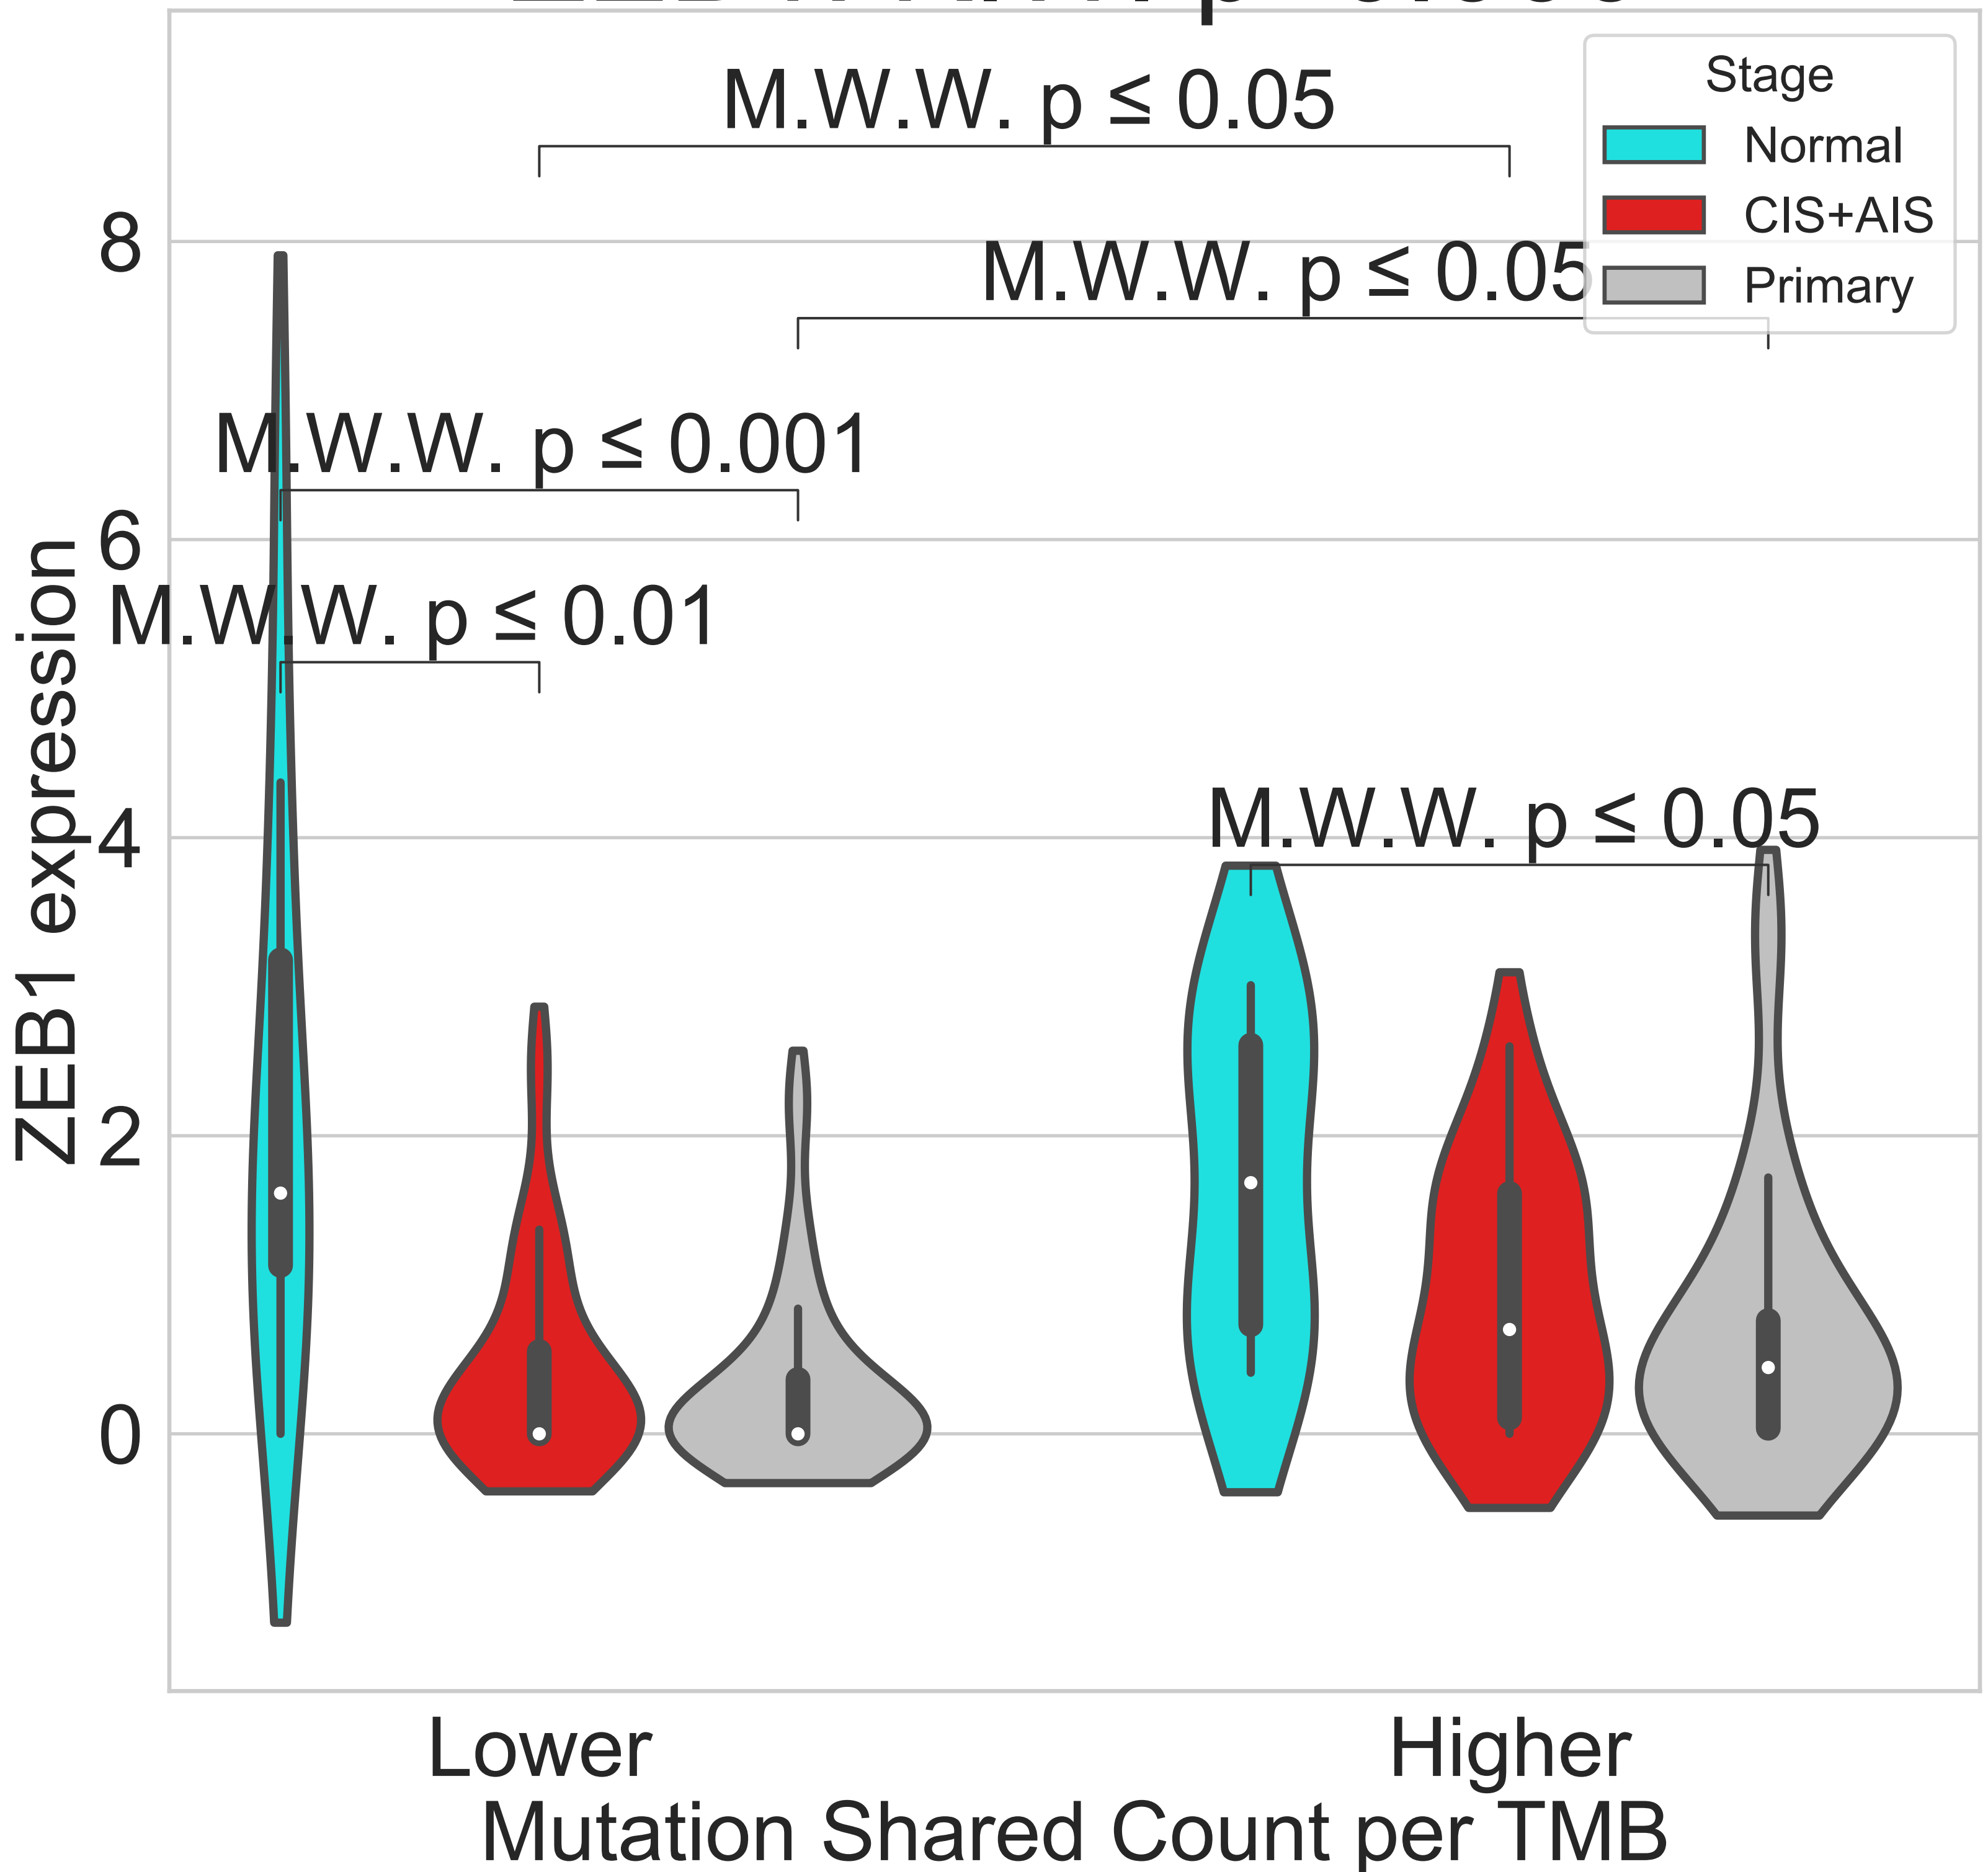 M.W.W. p ≤ 0.05
Stage
Normal
CIS+AIS
Primary
M.W.W. p ≤ 0.05
M.W.W. p ≤ 0.001
M.W.W. p ≤ 0.01
M.W.W. p ≤ 0.05
ZEB1 expression
8
6
4
2
0
Lower
Higher
Mutation Shared Count per TMB